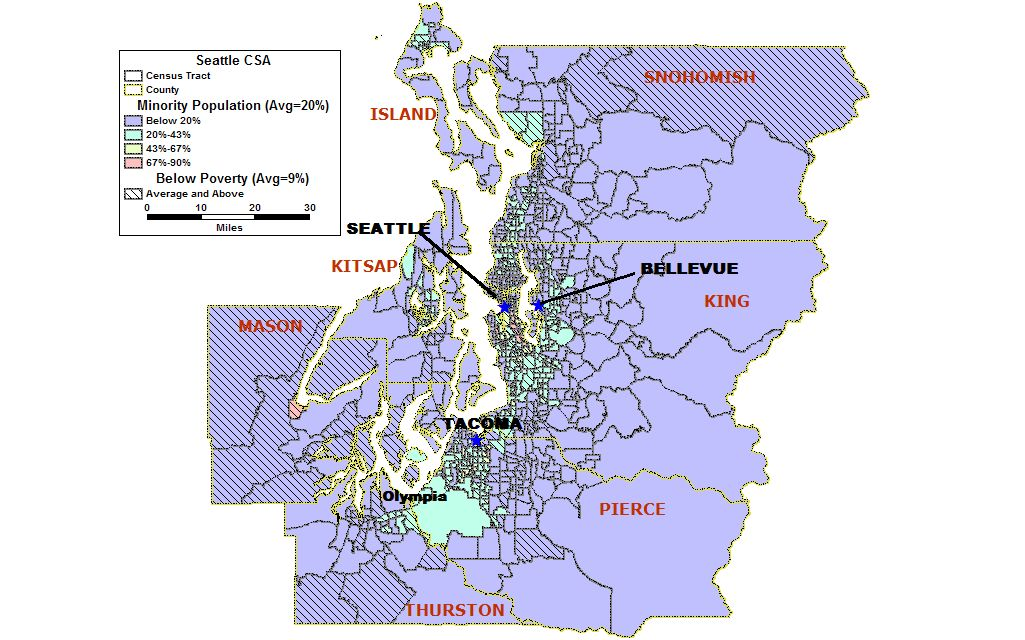 Seattle CSA
Census Tract
County
Minority Population (Avg=20%)
Below 20%
20%-43%
43%-67%
67%-90%
Below Poverty (Avg=9%)
Average and Above
0 10 20 30
Miles
SNOHOMISH
ISLAND
SEATTLE
KITSAP
BELLEVUE
KING
MASON
TACOMA
Olympia
PIERCE
THURSTON